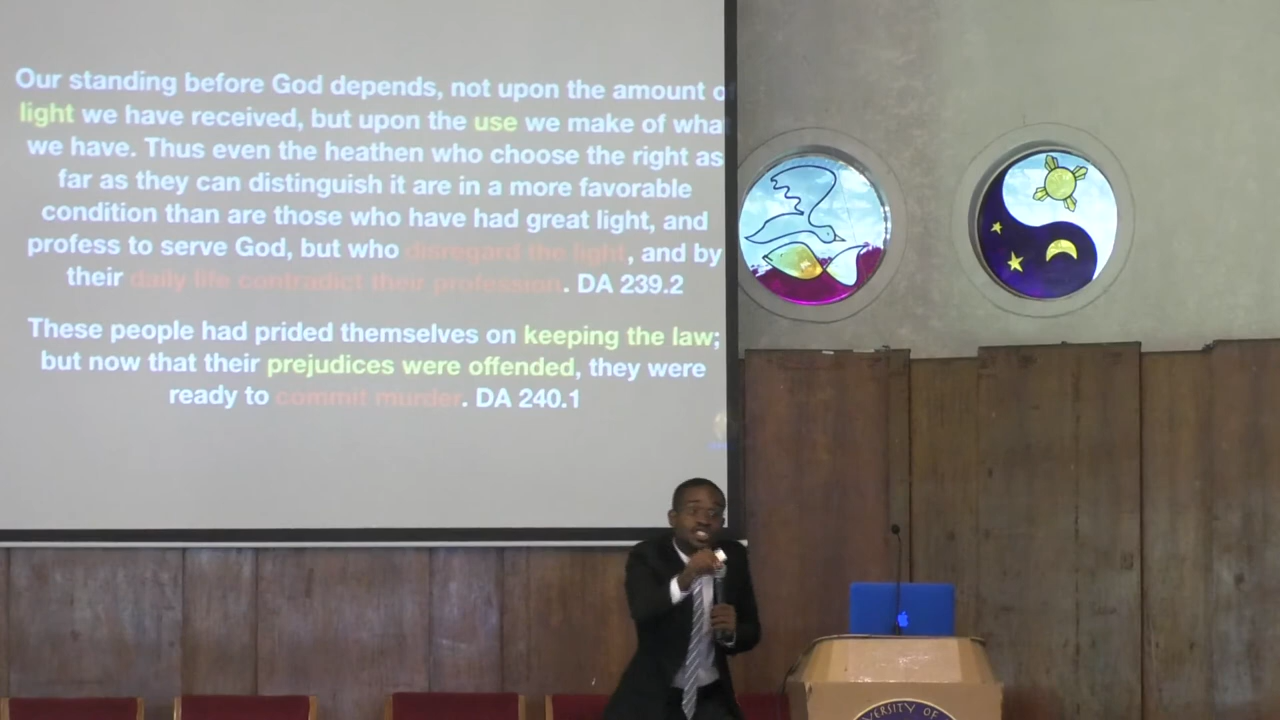 Our standing before God depends, not upon the amount
light we have received, but upon the use we make of wha
we have. Thus even the heathen who choose the right as
far as they can distinguish it are in a more favorable
condition than are those who have had great light, and
profess to serve God, but who disregard the light, and by
their daily life contradict their profession. DA 239.2
These people had prided themselves on keeping the law;
but now that their prejudices were offended, they were
ready to commit murder. DA 240.1
VERSITY OF